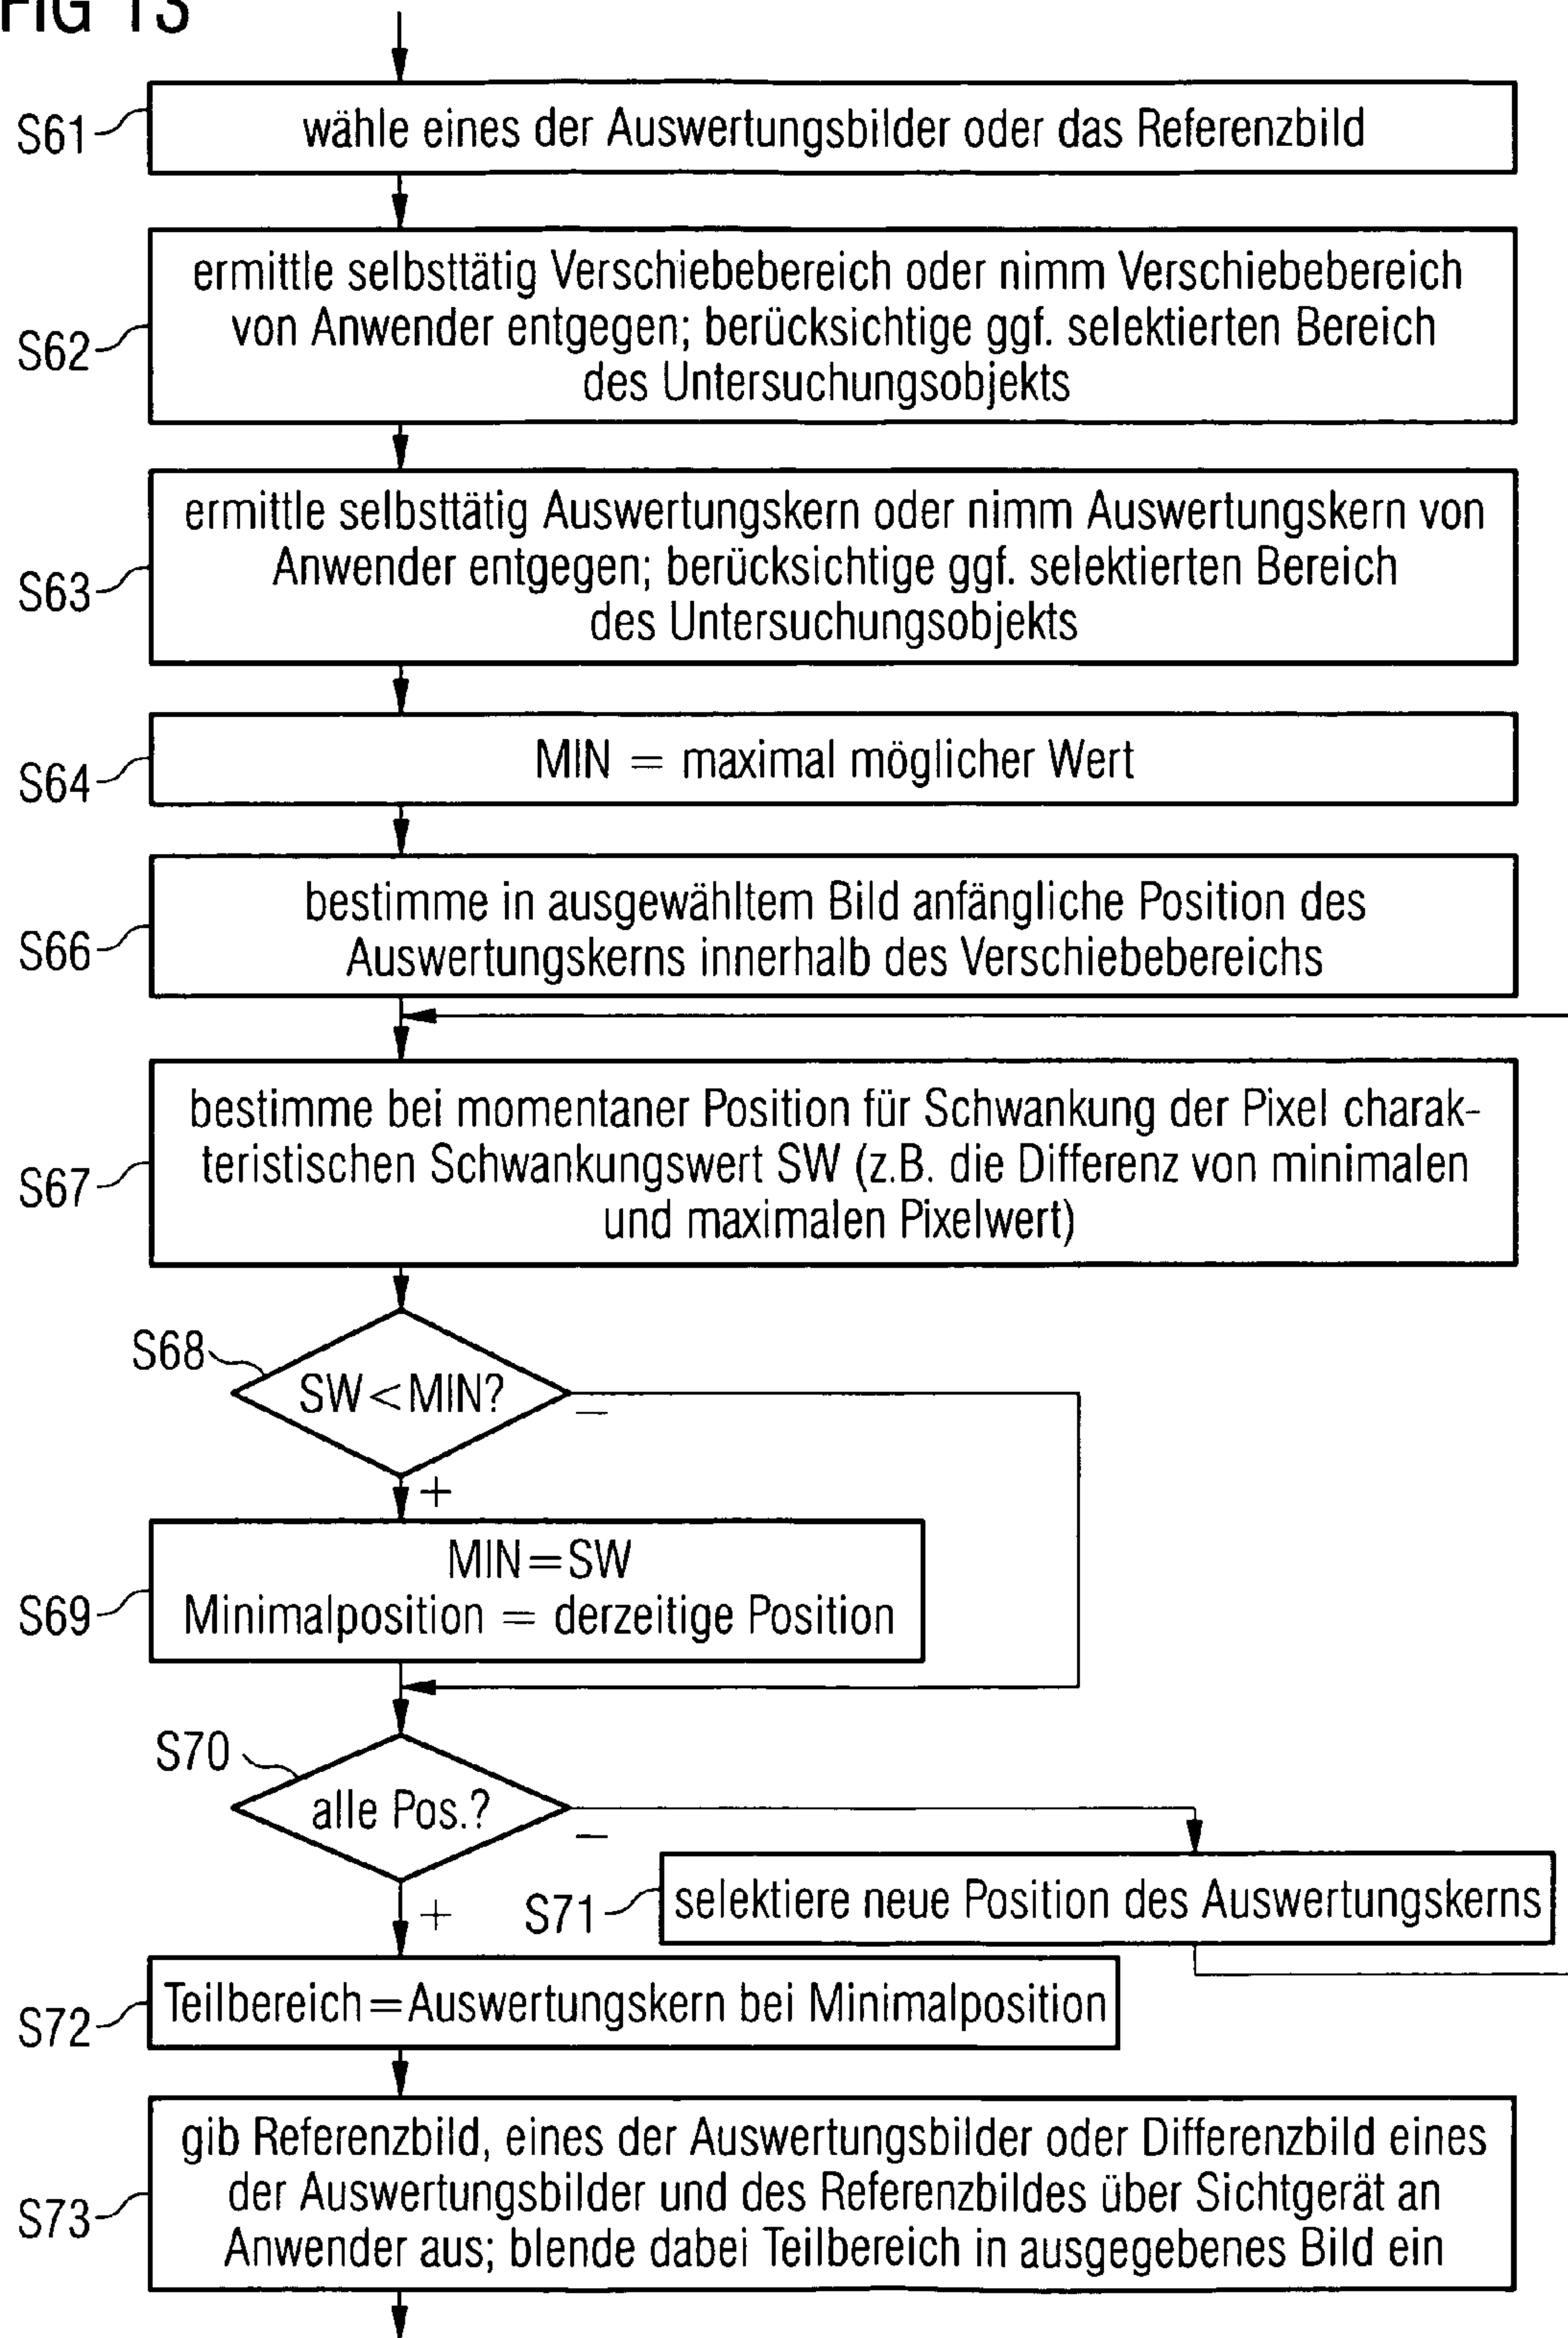 FIG 13
S61
wähle eines der Auswertungsbilder oder das Referenzbild
S62
ermittle selbsttätig Verschiebebereich oder nimm Verschiebebereich
von Anwender entgegen; berücksichtige ggf. selektierten Bereich
des Untersuchungsobjekts
S63
ermittle selbsttätig Auswertungskern oder nimm Auswertungskern von
Anwender entgegen; berücksichtige ggf. selektierten Bereich
des Untersuchungsobjekts
S64
MIN = maximal möglicher Wert
S66
bestimme in ausgewähltem Bild anfängliche Position des
Auswertungskerns innerhalb des Verschiebebereichs
S67
bestimme bei momentaner Position für Schwankung der Pixel charak-
teristischen Schwankungswert SW (z.B. die Differenz von minimalen
und maximalen Pixelwert)
S68
SW<MIN?
–
+
S69
MIN=SW
Minimalposition = derzeitige Position
S70
alle Pos.?
–
+
S71
selektiere neue Position des Auswertungskerns
S72
Teilbereich=Auswertungskern bei Minimalposition
S73
gib Referenzbild, eines der Auswertungsbilder oder Differenzbild eines
der Auswertungsbilder und des Referenzbildes über Sichtgerät an
Anwender aus; blende dabei Teilbereich in ausgegebenes Bild ein